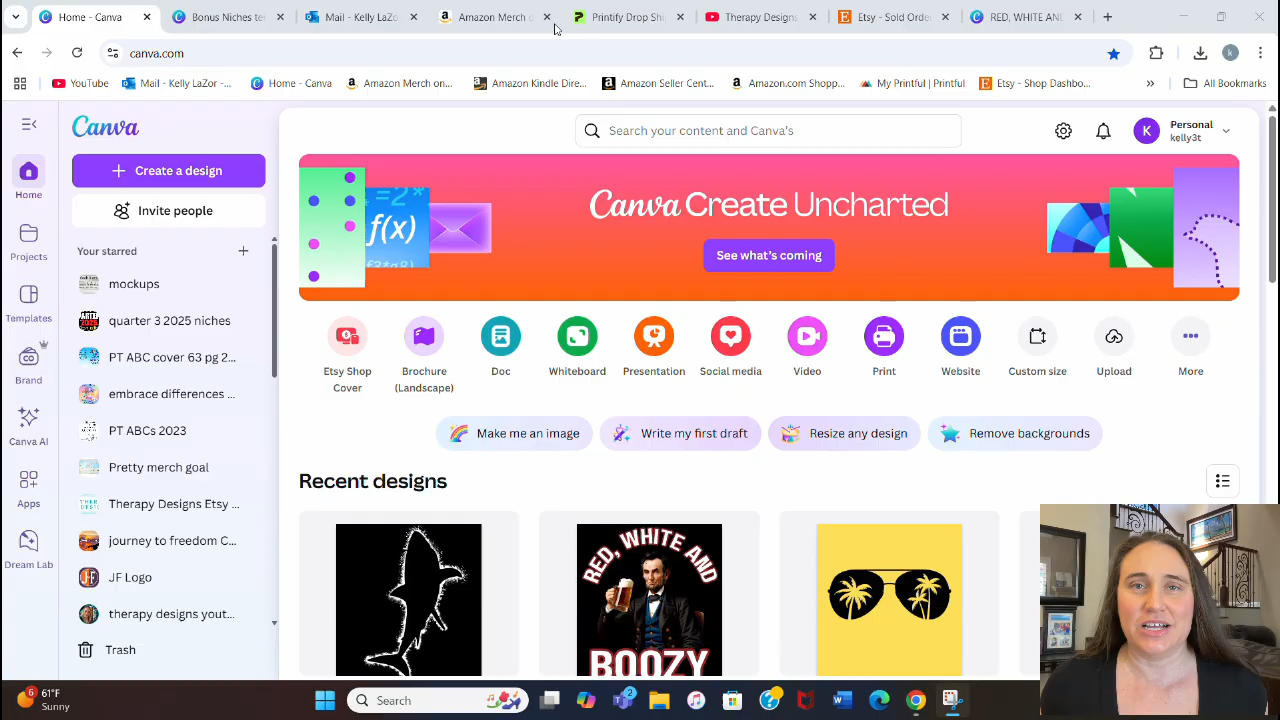 Home - Canva
Bonus Niches te
Mail - Kelly LaZo
Amazon Merch o
Printify Drop Shi
Therapy Designs
Etsy - Sold Order
RED, WHITE AN
canva.com
k
YouTube
Mail - Kelly LaZor -...
Home - Canva
Amazon Merch on...
Amazon Kindle Dire...
Amazon Seller Cent...
Amazon.com Shopp...
My Printful | Printful
Etsy - Shop Dashbo...
All Bookmarks
Canva
Search your content and Canva's
K
Personal
kelly3t
Create a design
Invite people
Home
Projects
Templates
Brand
Canva AI
Apps
Dream Lab
Your starred
mockups
quarter 3 2025 niches
PT ABC cover 63 pg 2...
embrace differences ...
PT ABCs 2023
Pretty merch goal
Therapy Designs Etsy ...
journey to freedom C...
JF Logo
therapy designs yout...
Trash
f(x)
Canva Create Uncharted
See what's coming
Etsy Shop
Cover
Brochure
(Landscape)
Doc
Whiteboard
Presentation
Social media
Video
Print
Website
Custom size
Upload
More
Make me an image
Write my first draft
Resize any design
Remove backgrounds
Recent designs
RED, WHITE AND
BOOZY
6
61°F
Sunny
Search
2